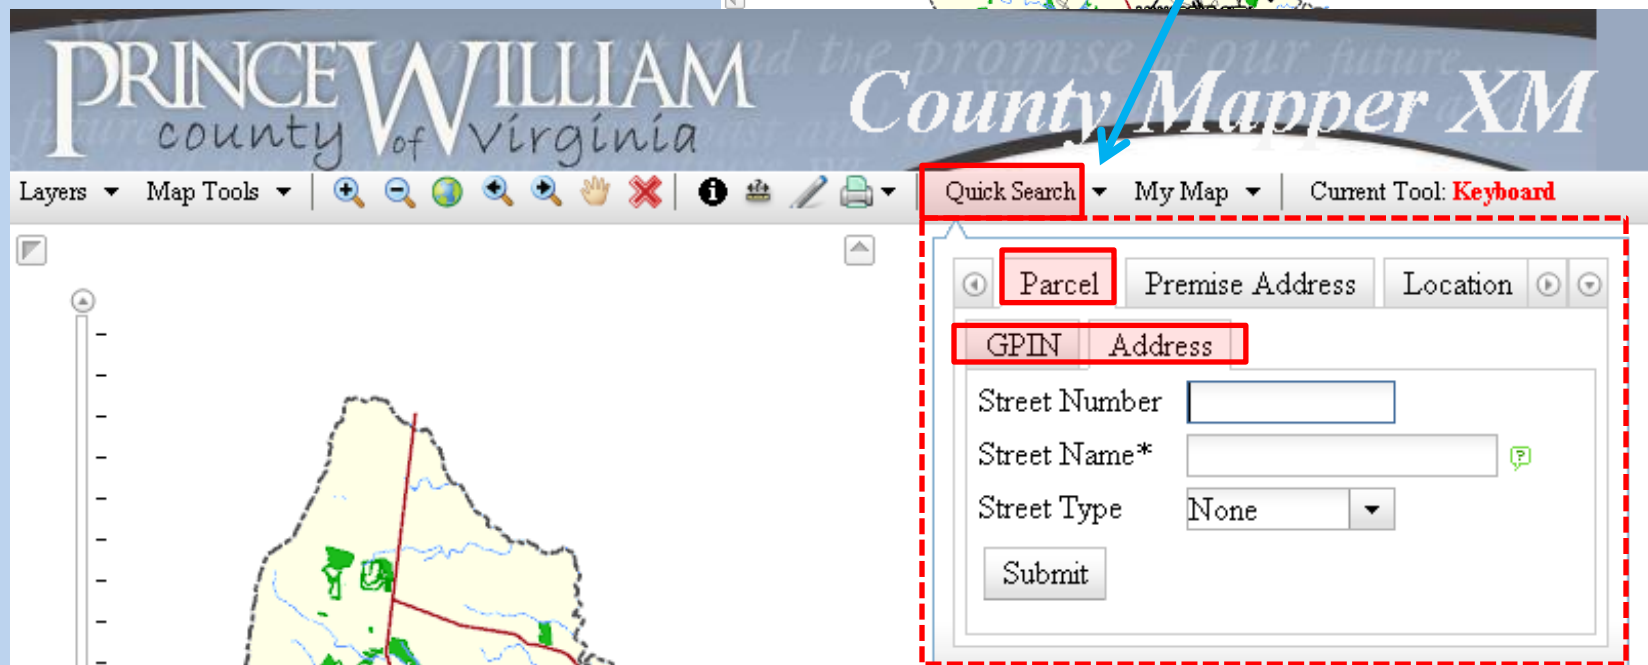 PRINCE WILLIAM
county of Virginia
County Mapper XM
Layers Map Tools Quick Search My Map Current Tool: Keyboard
Parcel Premise Address Location
GPIN Address
Street Number
Street Name*
Street Type None
Submit